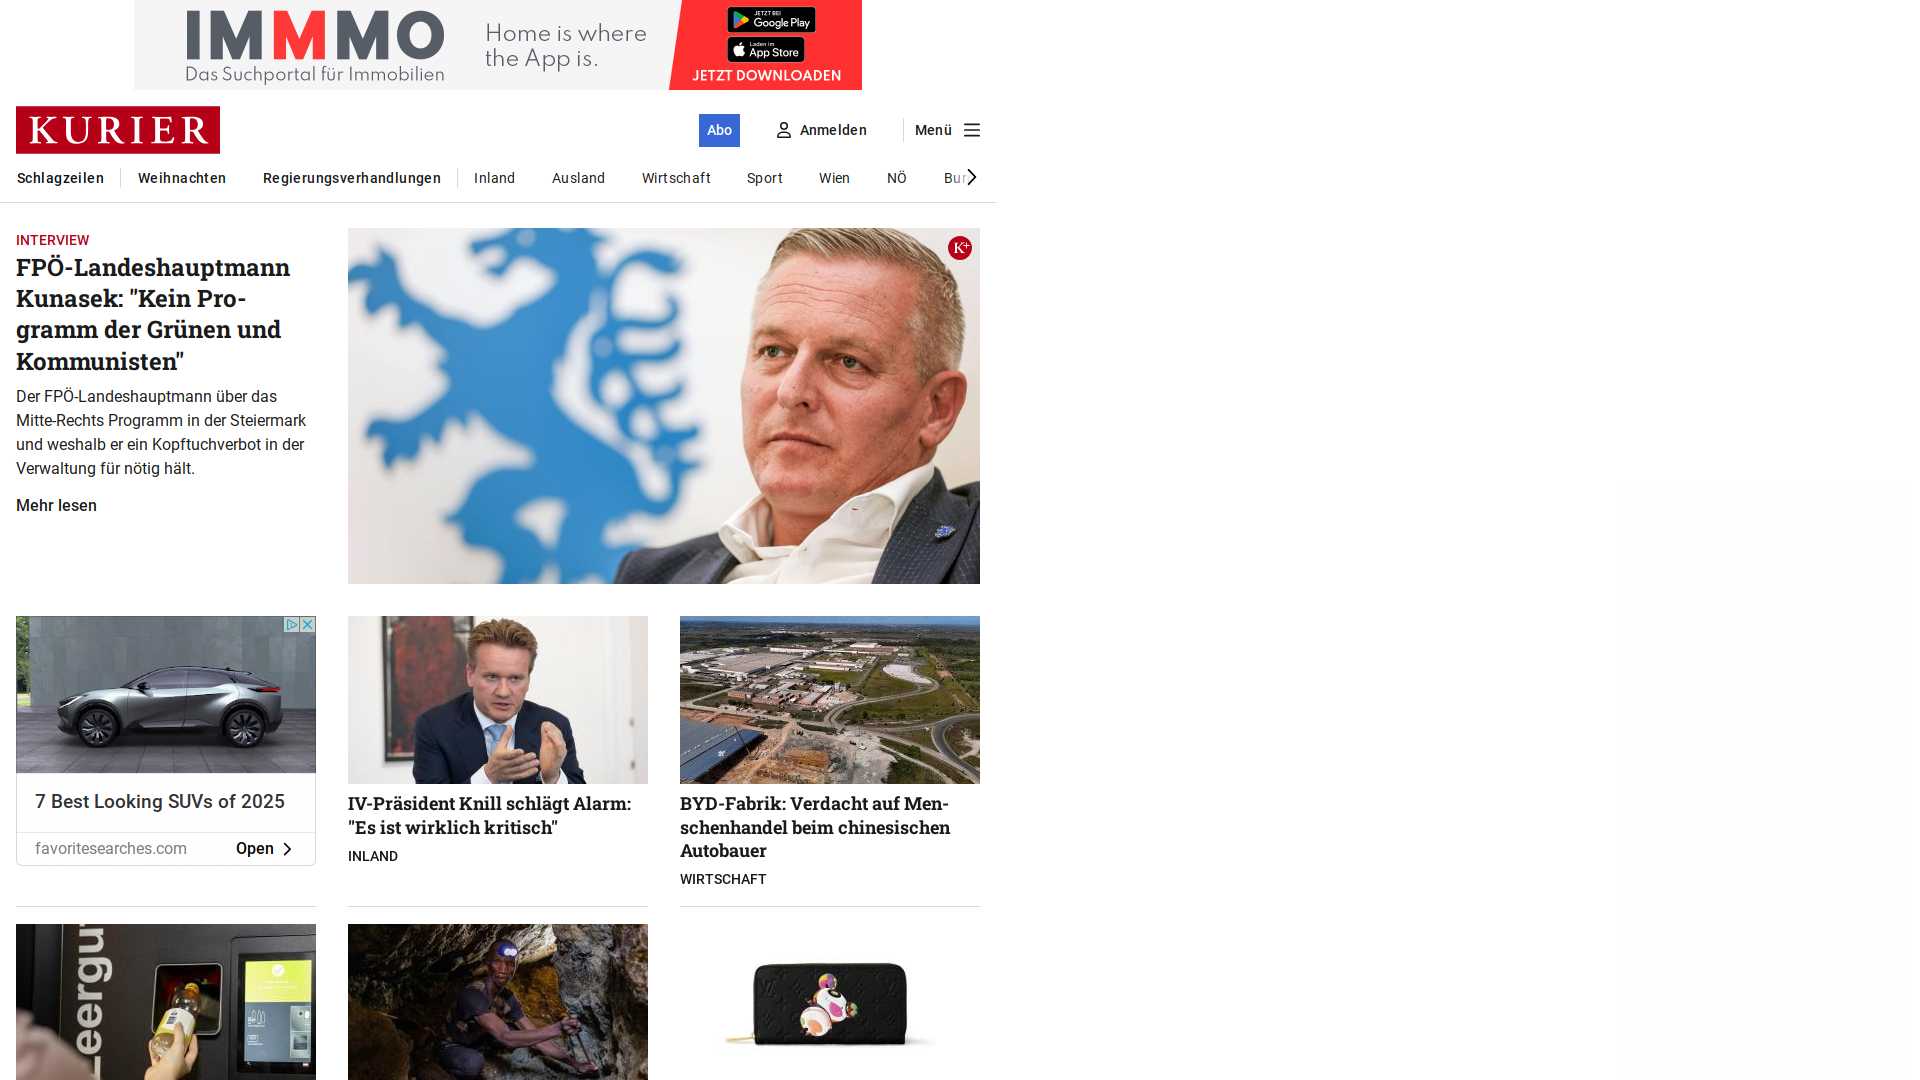 IMMMO
Das Suchportal für Immobilien
Home is where
the App is.
JETZT BEI
Google Play
Laden im
App Store
JETZT DOWNLOADEN
KURIER
Abo
Anmelden
Menü
Schlagzeilen
Weihnachten
Regierungsverhandlungen
Inland
Ausland
Wirtschaft
Sport
Wien
NÖ
Bur
INTERVIEW
FPÖ-Landeshauptmann
Kunasek: "Kein Pro-
gramm der Grünen und
Kommunisten"
Der FPÖ-Landeshauptmann über das
Mitte-Rechts Programm in der Steiermark
und weshalb er ein Kopftuchverbot in der
Verwaltung für nötig hält.
Mehr lesen
K+
7 Best Looking SUVs of 2025
favoritesearches.com
Open
IV-Präsident Knill schlägt Alarm:
"Es ist wirklich kritisch"
INLAND
BYD-Fabrik: Verdacht auf Men-
schenhandel beim chinesischen
Autobauer
WIRTSCHAFT
Leergu